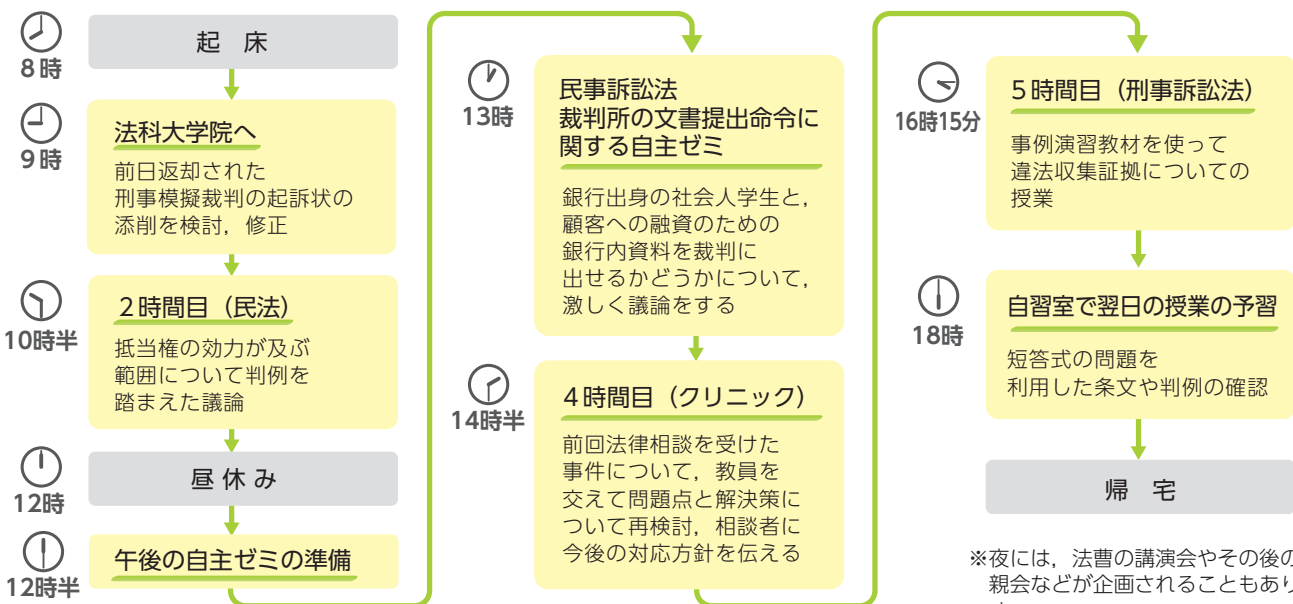 8時
起 床
9時
法科大学院へ
前日返却された
刑事模擬裁判の起訴状の
添削を検討，修正
10時半
2時間目（民法）
抵当権の効力が及ぶ
範囲について判例を
踏まえた議論
12時
昼休み
12時半
午後の自主ゼミの準備
13時
民事訴訟法
裁判所の文書提出命令に
関する自主ゼミ
銀行出身の社会人学生と，
顧客への融資のための
銀行内資料を裁判に
出せるかどうかについて，
激しく議論をする
14時半
4時間目（クリニック）
前回法律相談を受けた
事件について，教員を
交えて問題点と解決策に
ついて再検討，相談者に
今後の対応方針を伝える
16時15分
5時間目（刑事訴訟法）
事例演習教材を使って
違法収集証拠についての
授業
18時
自習室で翌日の授業の予習
短答式の問題を
利用した条文や判例の確認
帰 宅
※夜には，法曹の講演会やその後の
親会などが企画されることもあり